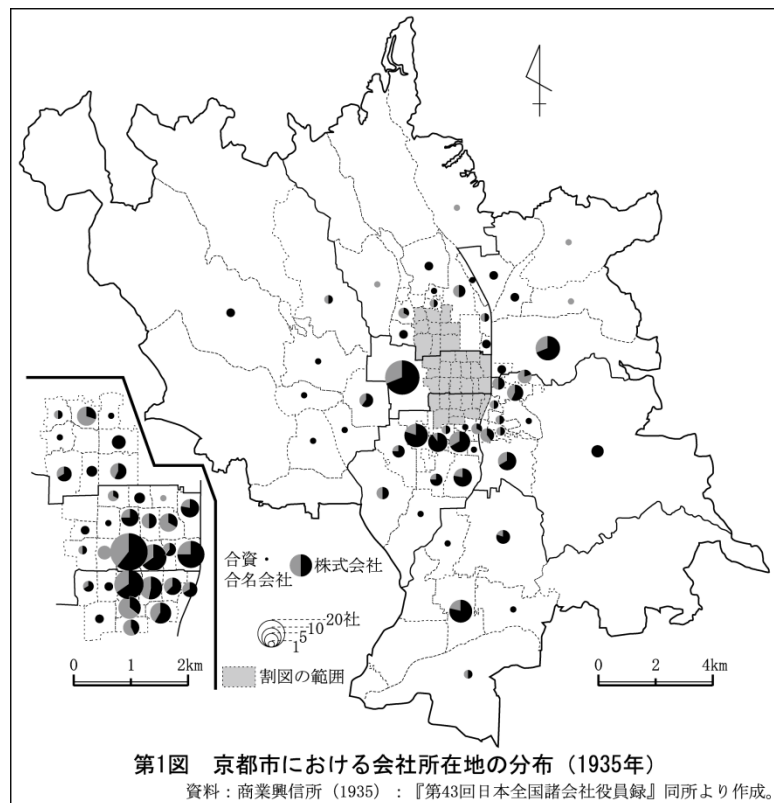 合資・
合名会社
株式会社
20社
10
5
1
割図の範囲
0 1 2km
0 2 4km
第1図 京都市における会社所在地の分布（1935年）
資料：商業興信所（1935）：『第43回日本全国諸会社役員録』同所より作成。